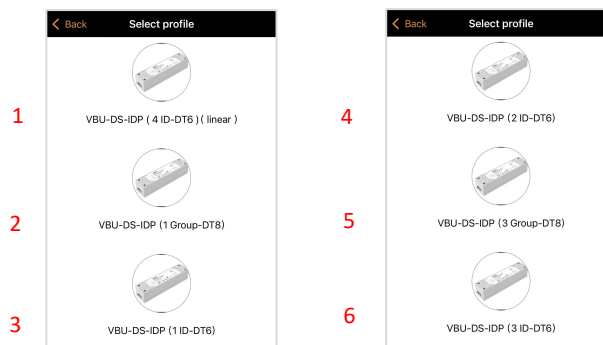 Back
Select profile
1
VBU-DS-IDP ( 4 ID-DT6 ) ( linear )
2
VBU-DS-IDP (1 Group-DT8)
3
VBU-DS-IDP (1 ID-DT6)
Back
Select profile
4
VBU-DS-IDP (2 ID-DT6)
5
VBU-DS-IDP (3 Group-DT8)
6
VBU-DS-IDP (3 ID-DT6)